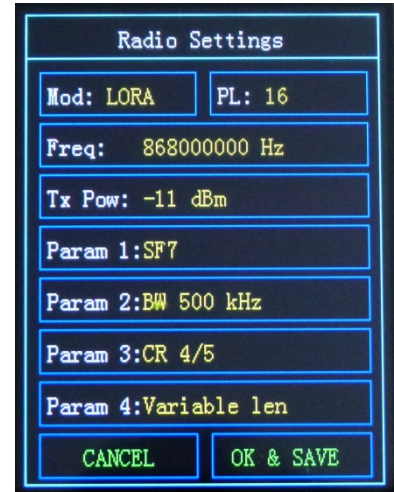 Radio Settings
Mod: LORA PL: 16
Freq: 868000000 Hz
Tx Pow: -11 dBm
Param 1:SF7
Param 2:BW 500 kHz
Param 3:CR 4/5
Param 4:Variable len
CANCEL OK & SAVE